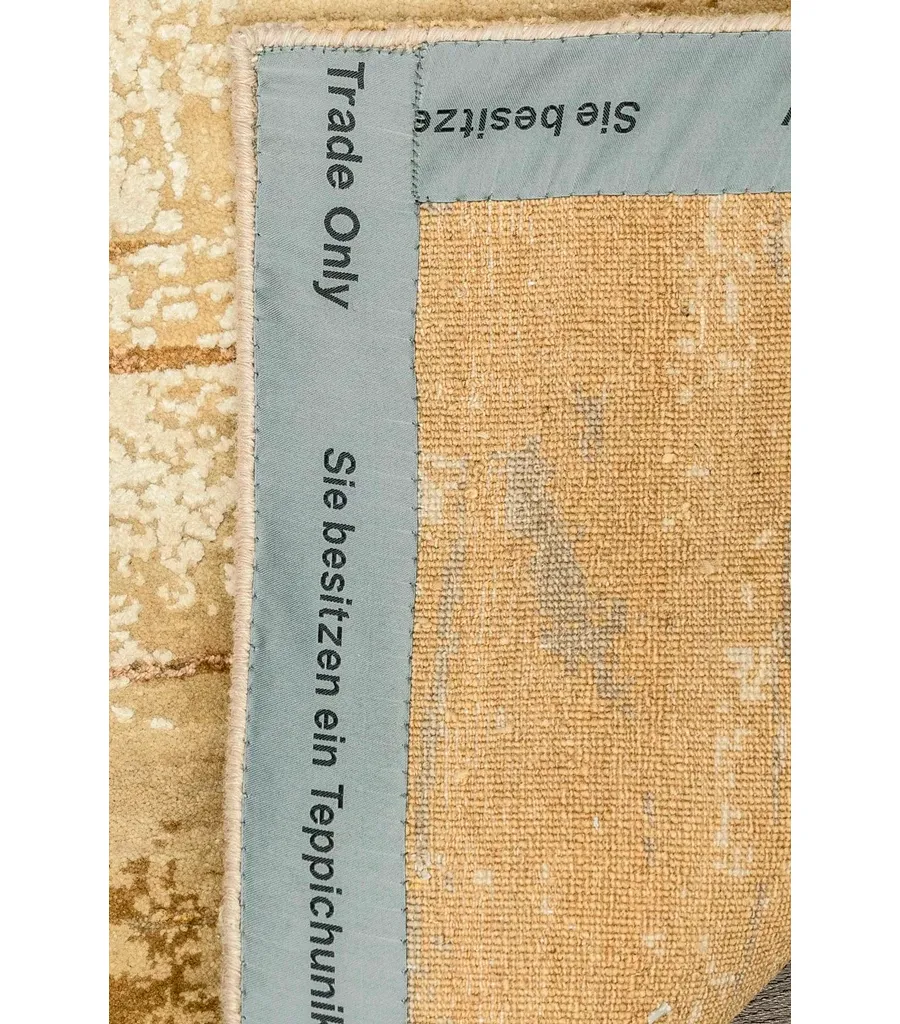 Trade Only
Sie besitzen ein Teppichunik
Sie besitze